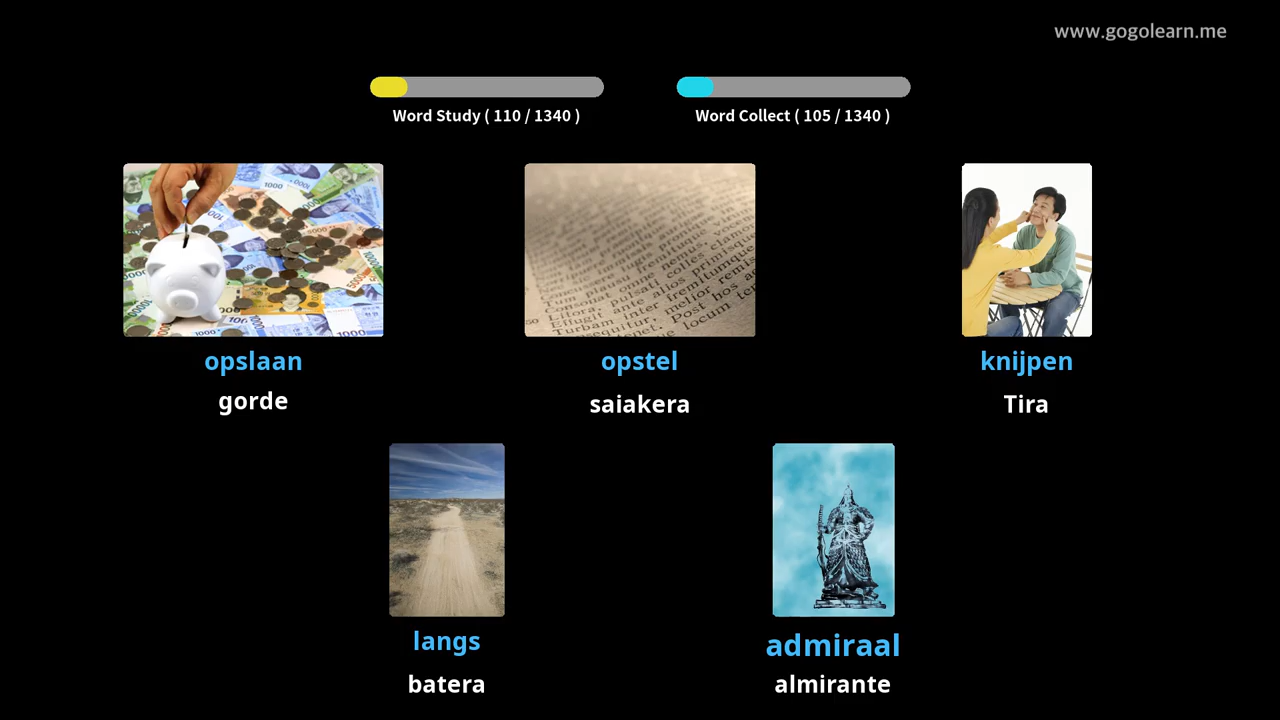 www.gogolearn.me
Word Study ( 110 / 1340 )
Word Collect ( 105 / 1340 )
opslaan
gorde
opstel
saiakera
knijpen
Tira
langs
batera
admiraal
almirante